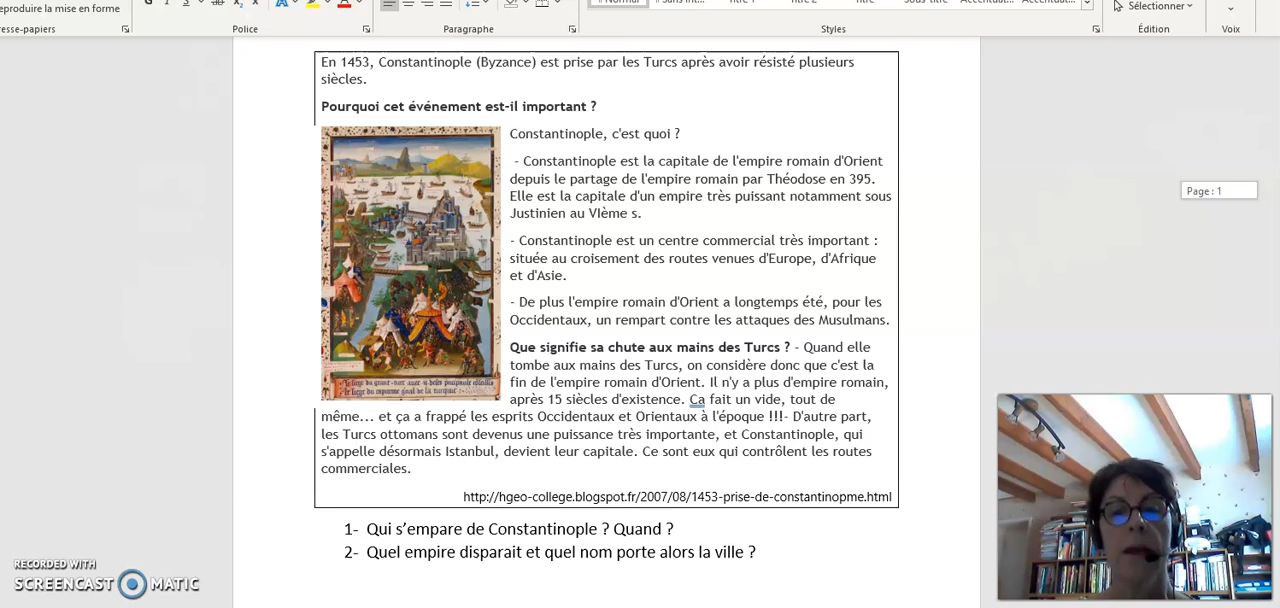 eproduire la mise en forme
Sélectionner
esse-papiers
Police
Paragraphe
Styles
Édition
Voix
En 1453, Constantinople (Byzance) est prise par les Turcs après avoir résisté plusieurs
siècles.
Pourquoi cet événement est-il important ?
Constantinople, c'est quoi ?
- Constantinople est la capitale de l'empire romain d'Orient
depuis le partage de l'empire romain par Théodose en 395.
Elle est la capitale d'un empire très puissant notamment sous
Justinien au VIème s.
- Constantinople est un centre commercial très important :
située au croisement des routes venues d'Europe, d'Afrique
et d'Asie.
- De plus l'empire romain d'Orient a longtemps été, pour les
Occidentaux, un rempart contre les attaques des Musulmans.
Que signifie sa chute aux mains des Turcs ? - Quand elle
tombe aux mains des Turcs, on considère donc que c'est la
fin de l'empire romain d'Orient. Il n'y a plus d'empire romain,
après 15 siècles d'existence. Ca fait un vide, tout de
même... et ça a frappé les esprits Occidentaux et Orientaux à l'époque !!!- D'autre part,
les Turcs ottomans sont devenus une puissance très importante, et Constantinople, qui
s'appelle désormais Istanbul, devient leur capitale. Ce sont eux qui contrôlent les routes
commerciales.
http://hgeo-college.blogspot.fr/2007/08/1453-prise-de-constantinopme.html
1- Qui s’empare de Constantinople ? Quand ?
2- Quel empire disparait et quel nom porte alors la ville ?
Page : 1
RECORDED WITH
SCREENCAST MATIC